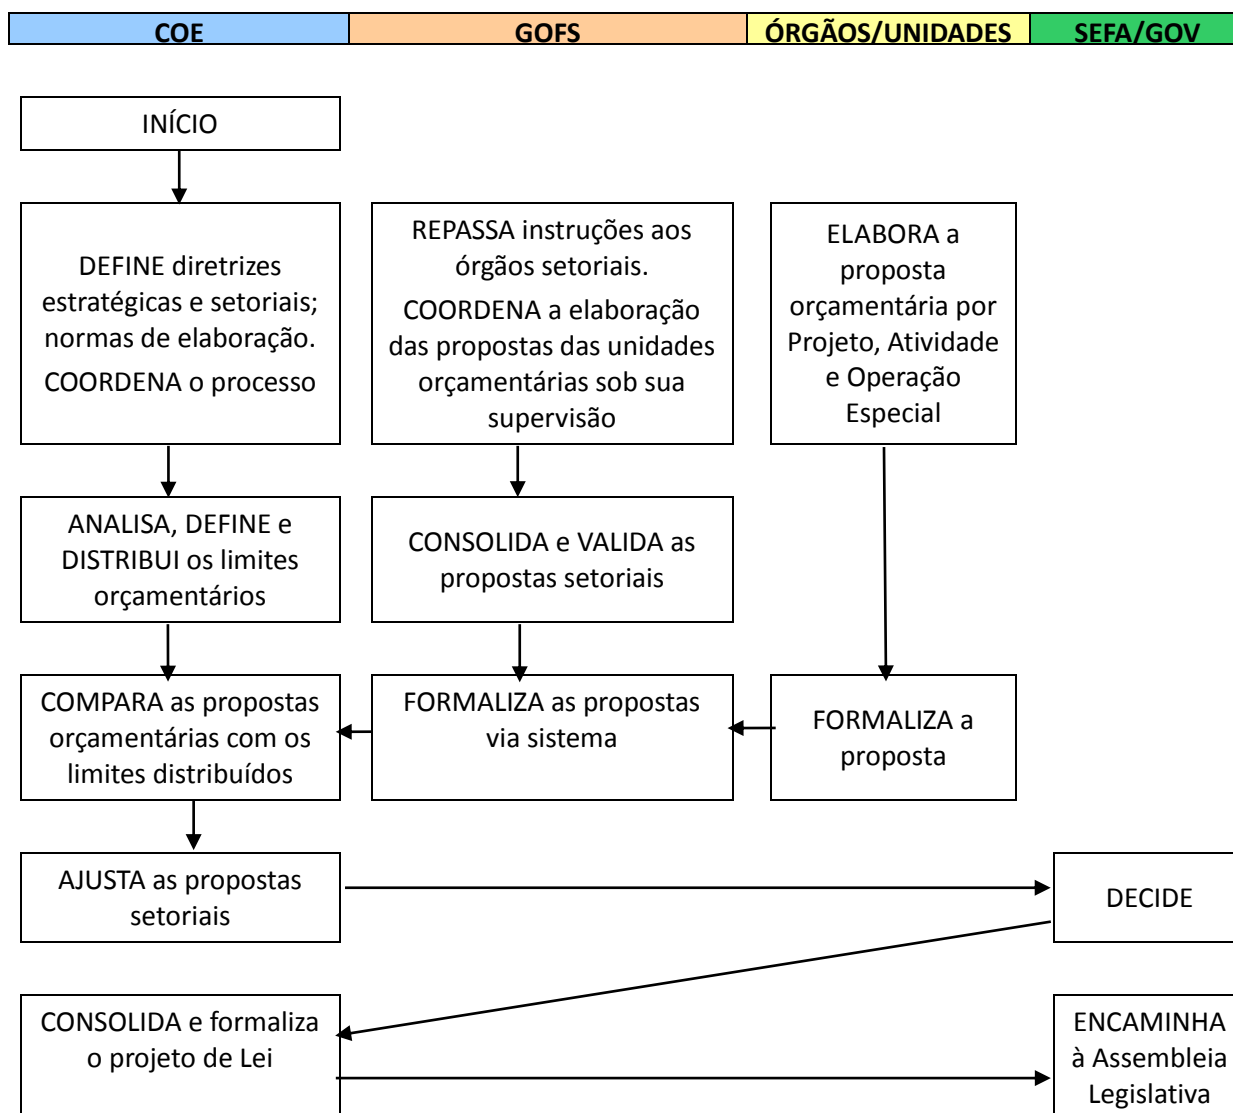 COE
GOFS
ÓRGÃOS/UNIDADES
SEFA/GOV
INÍCIO
DEFINE diretrizes
estratégicas e setoriais;
normas de elaboração.
COORDENA o processo
REPASSA instruções aos
órgãos setoriais.
COORDENA a elaboração
das propostas das unidades
orçamentárias sob sua
supervisão
ELABORA a
proposta
orçamentária por
Projeto, Atividade
e Operação
Especial
ANALISA, DEFINE e
DISTRIBUI os limites
orçamentários
CONSOLIDA e VALIDA as
propostas setoriais
COMPARA as propostas
orçamentárias com os
limites distribuídos
FORMALIZA as propostas
via sistema
FORMALIZA a
proposta
AJUSTA as propostas
setoriais
DECIDE
CONSOLIDA e formaliza
o projeto de Lei
ENCAMINHA
à Assembleia
Legislativa